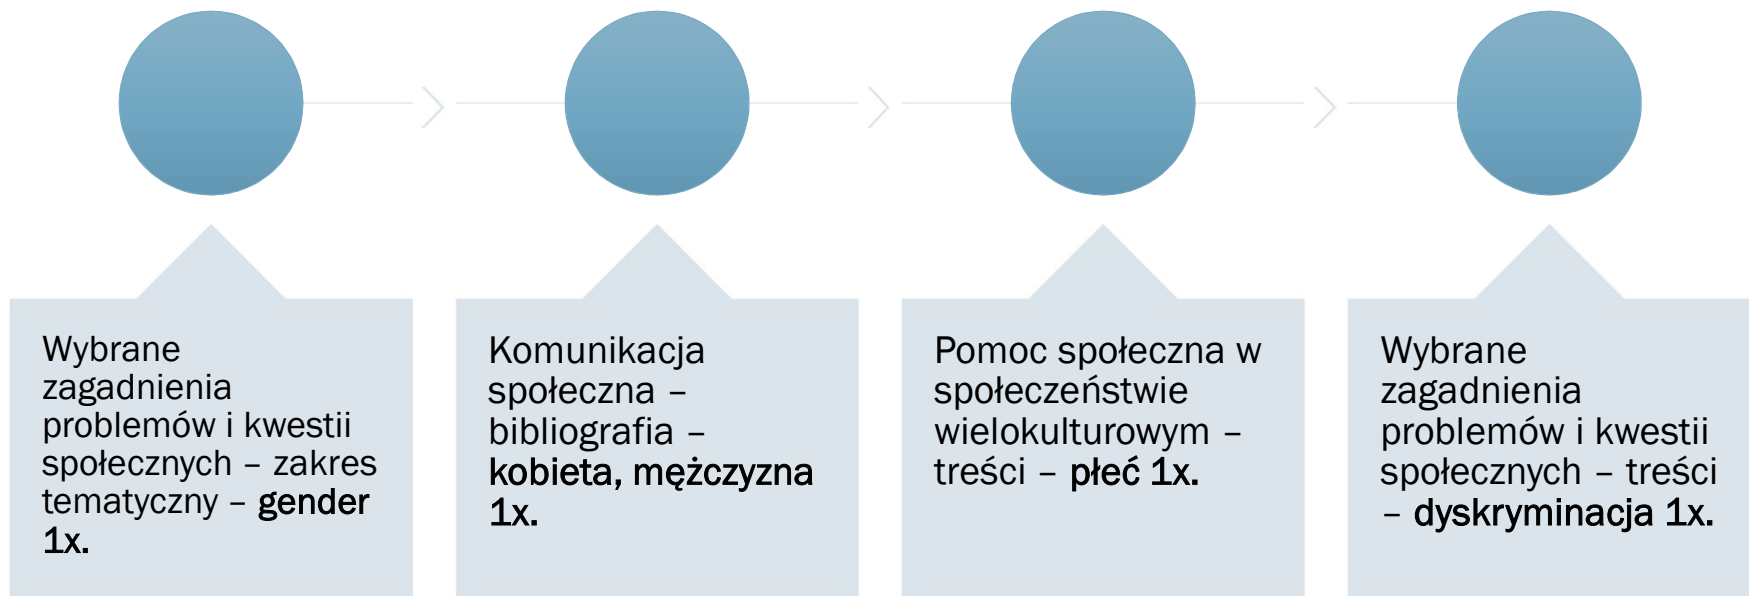 Wybrane
zagadnienia
problemów i kwestii
społecznych – zakres
tematyczny – gender
1x.
Komunikacja
społeczna –
bibliografia –
kobieta, mężczyzna
1x.
Pomoc społeczna w
społeczeństwie
wielokulturowym –
treści – płeć 1x.
Wybrane
zagadnienia
problemów i kwestii
społecznych – treści
– dyskryminacja 1x.